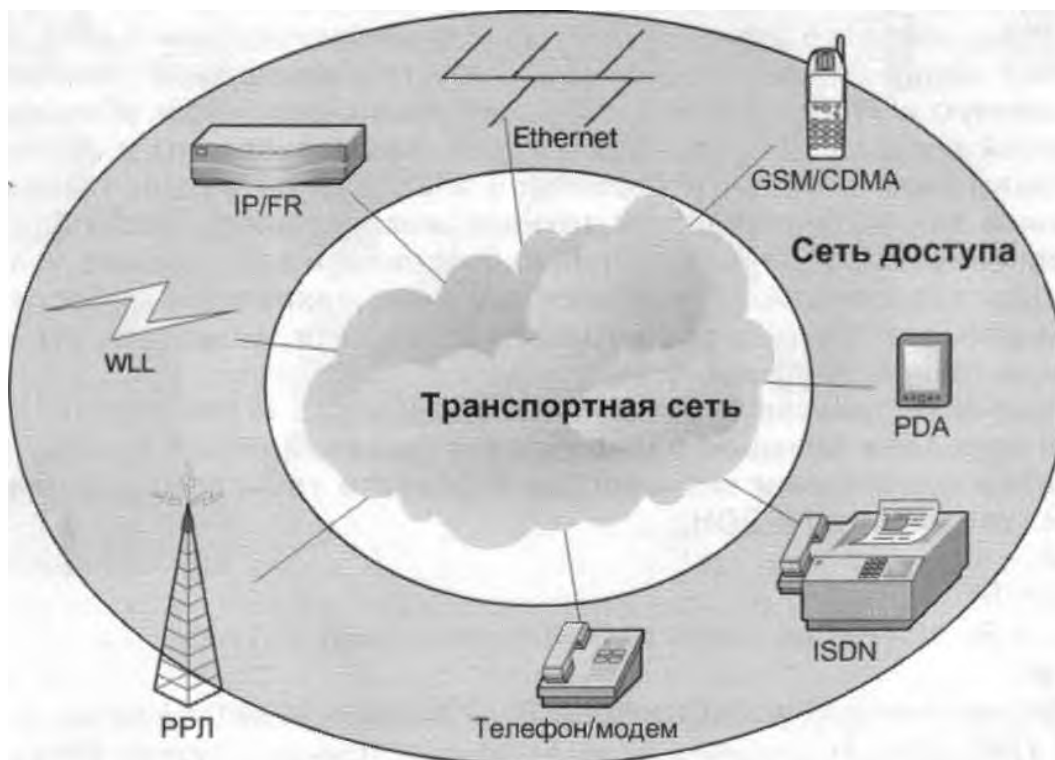 Ethernet
GSM/CDMA
IP/FR
Сеть доступа
WLL
Транспортная сеть
PDA
ISDN
РРЛ
Телефон/модем